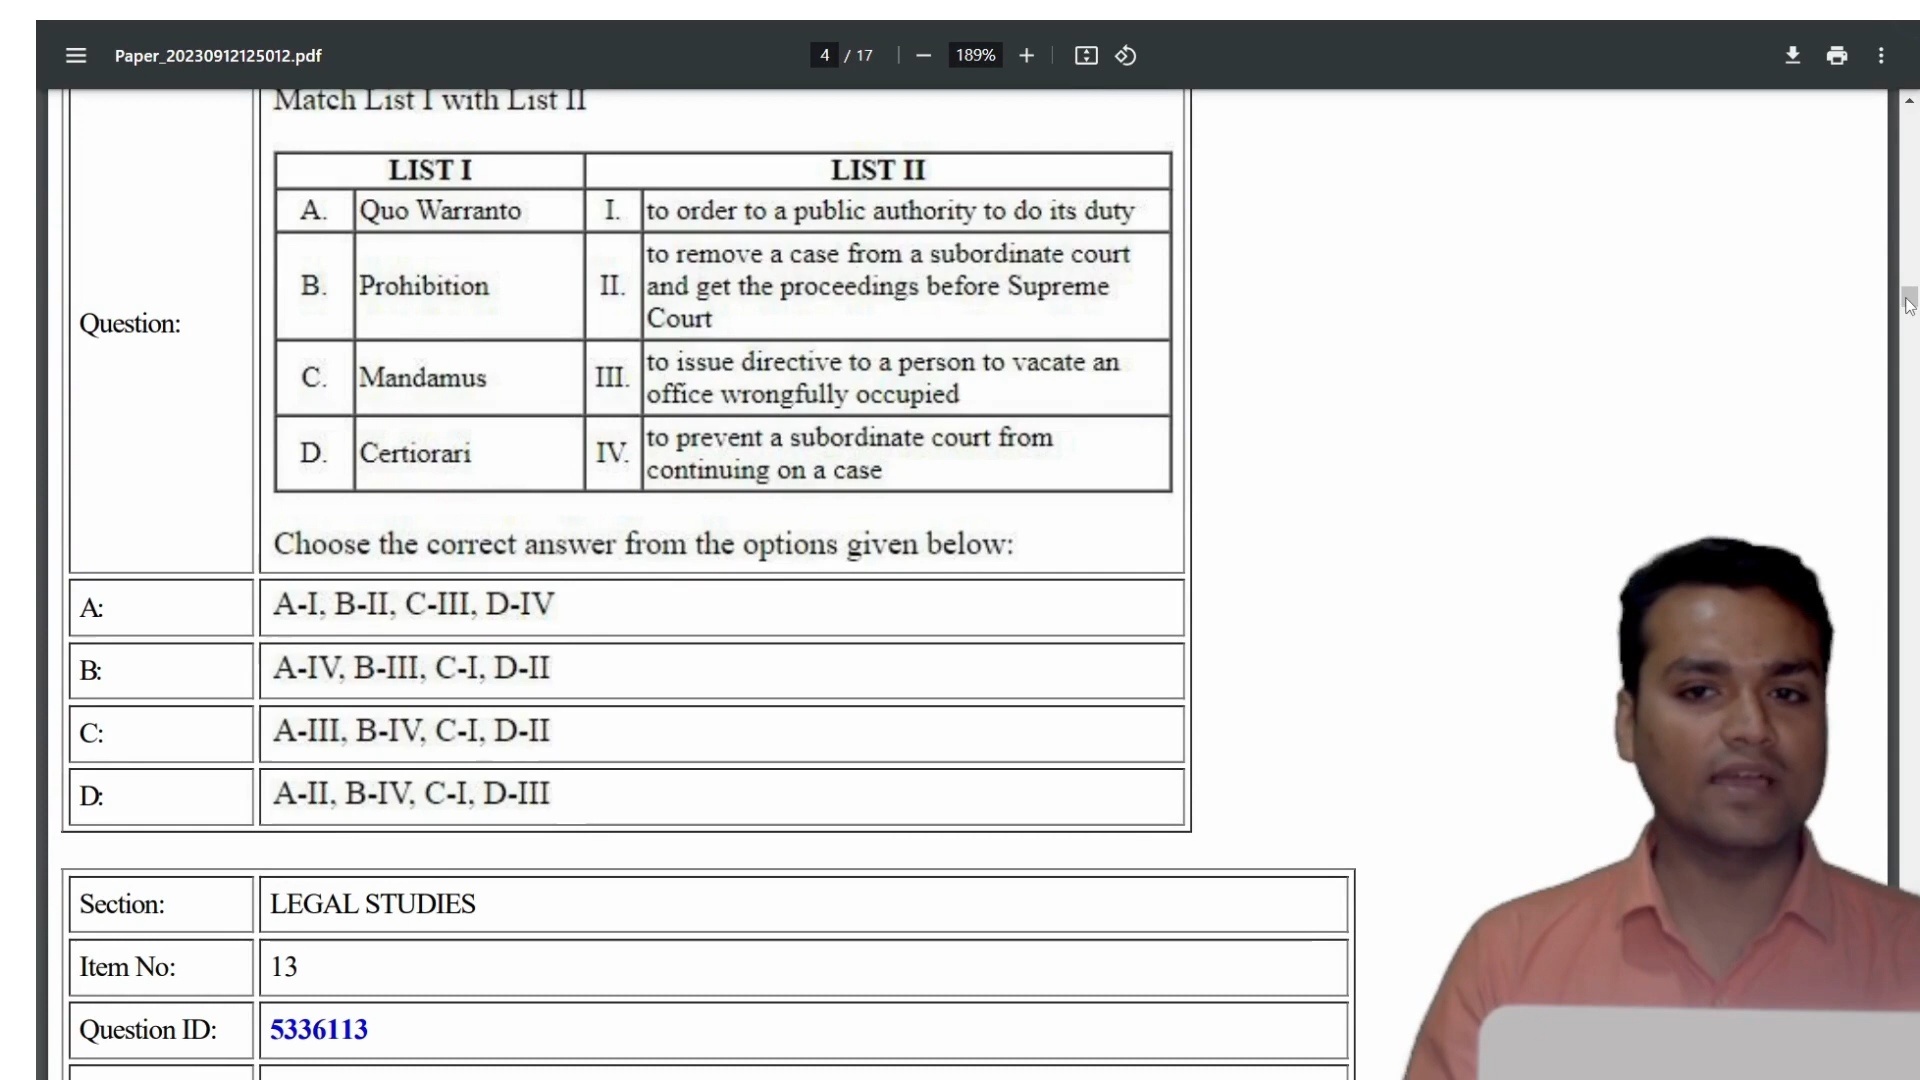 Paper_20230912125012.pdf
4 / 17
189%
Match List I with List II
LIST I LIST II
A. Quo Warranto I. to order to a public authority to do its duty
to remove a case from a subordinate court
B. Prohibition II. and get the proceedings before Supreme
Court
C. Mandamus III. to issue directive to a person to vacate an
office wrongfully occupied
D. Certiorari IV. to prevent a subordinate court from
continuing on a case
Question:
Choose the correct answer from the options given below:
A: A-I, B-II, C-III, D-IV
B: A-IV, B-III, C-I, D-II
C: A-III, B-IV, C-I, D-II
D: A-II, B-IV, C-I, D-III
Section: LEGAL STUDIES
Item No: 13
Question ID: 5336113